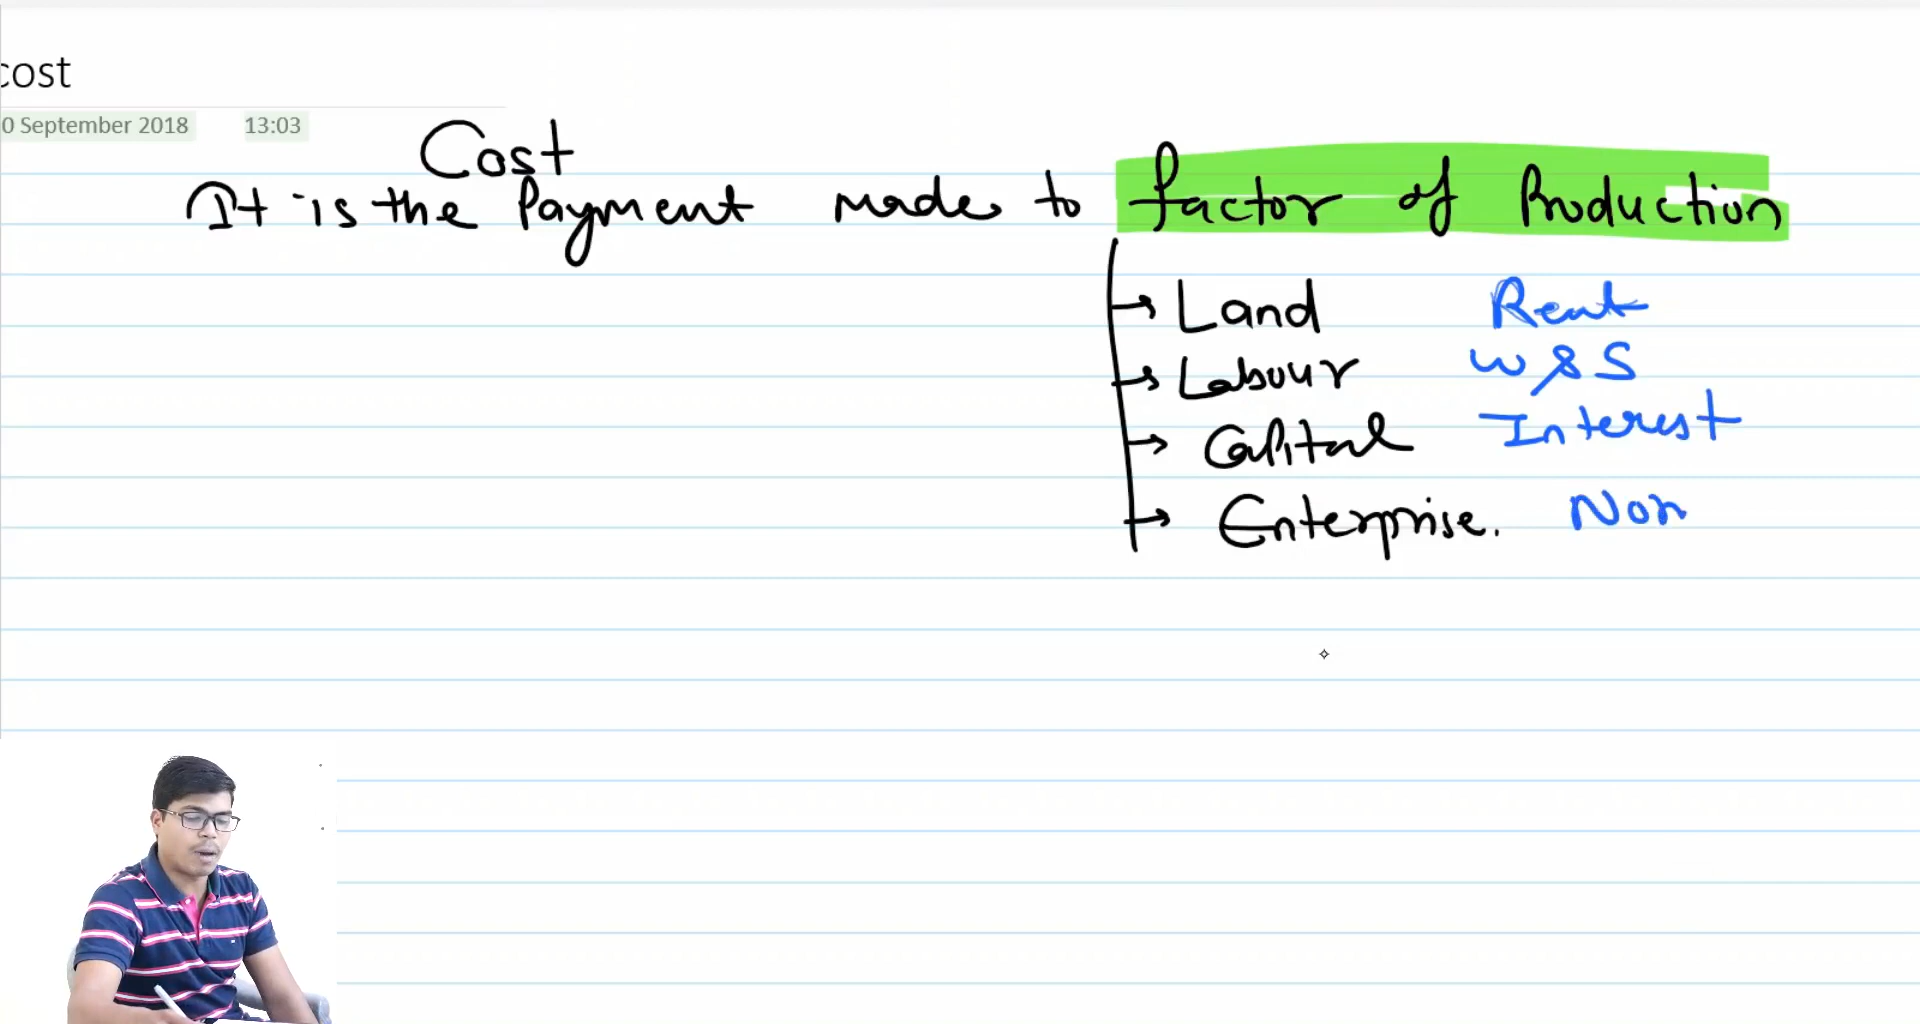 cost
0 September 2018 13:03
Cost
It is the Payment made to factor of Production
Land Rent
Labour W & S
Capital Interest
Enterprise. Nor